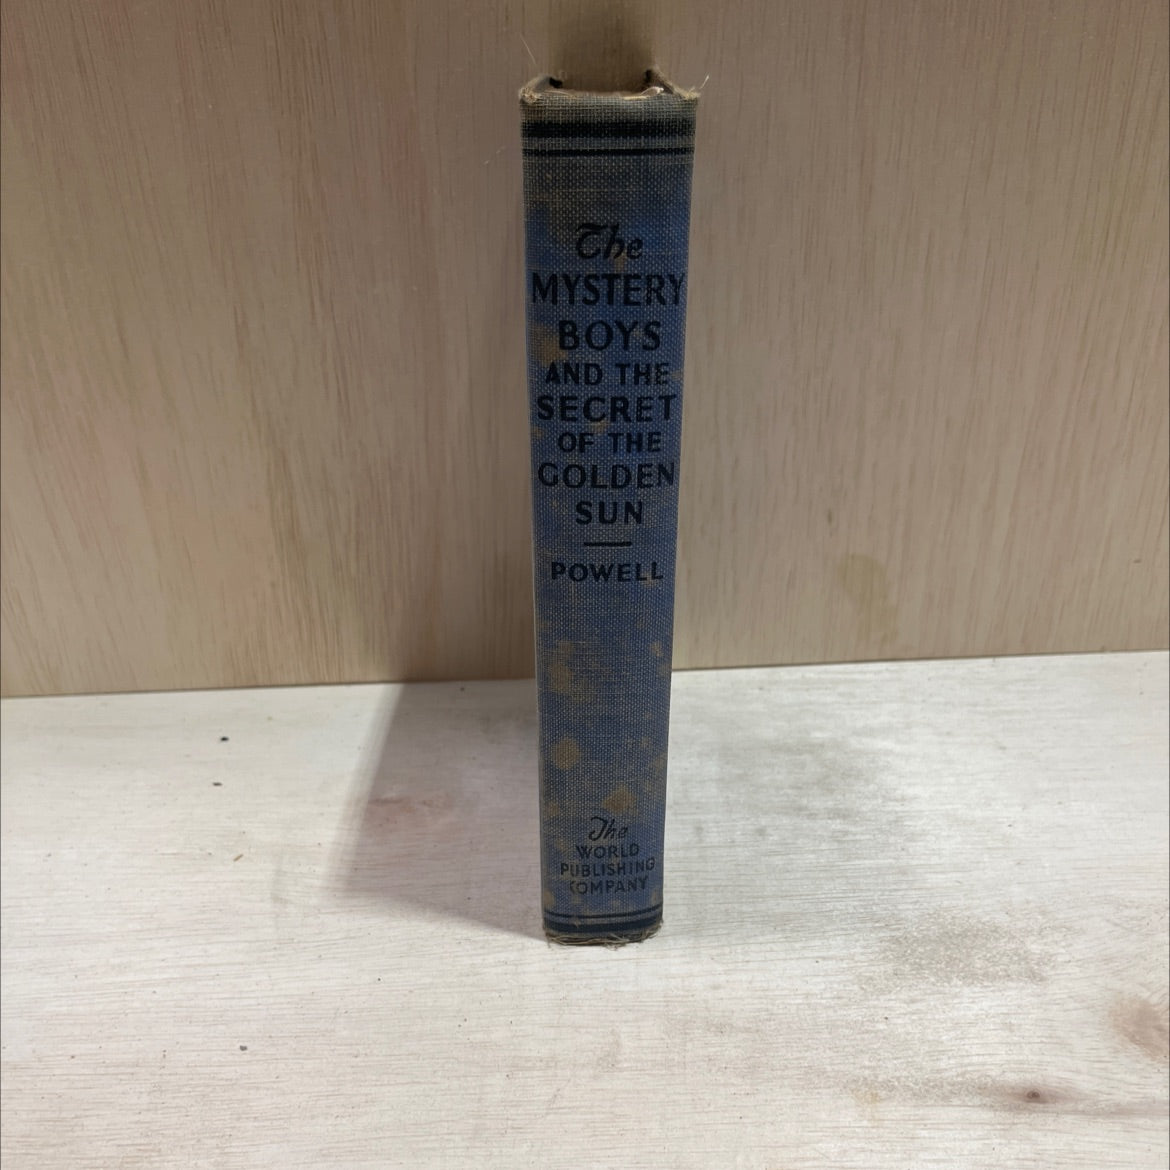 The
MYSTERY
BOYS
AND THE
SECRET
OF THE
GOLDEN
SUN
POWELL
The
WORLD
PUBLISHING
COMPANY